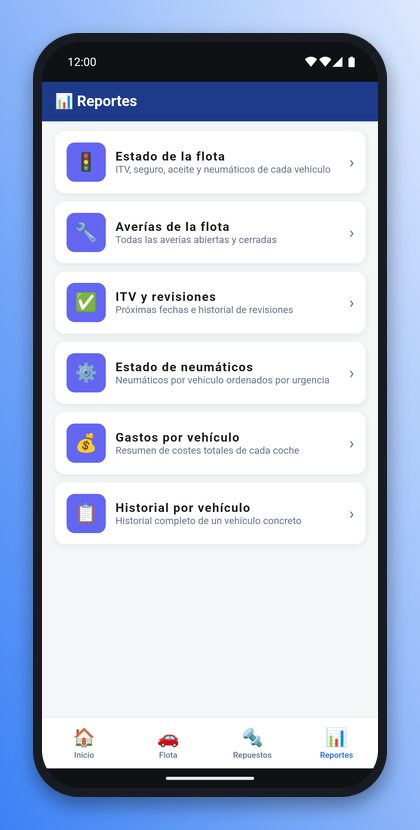 12:00
Reportes
Estado de la flota
ITV, seguro, aceite y neumáticos de cada vehículo
Averías de la flota
Todas las averías abiertas y cerradas
ITV y revisiones
Próximas fechas e historial de revisiones
Estado de neumáticos
Neumáticos por vehículo ordenados por urgencia
Gastos por vehículo
Resumen de costes totales de cada coche
Historial por vehículo
Historial completo de un vehículo concreto
Inicio
Flota
Repuestos
Reportes